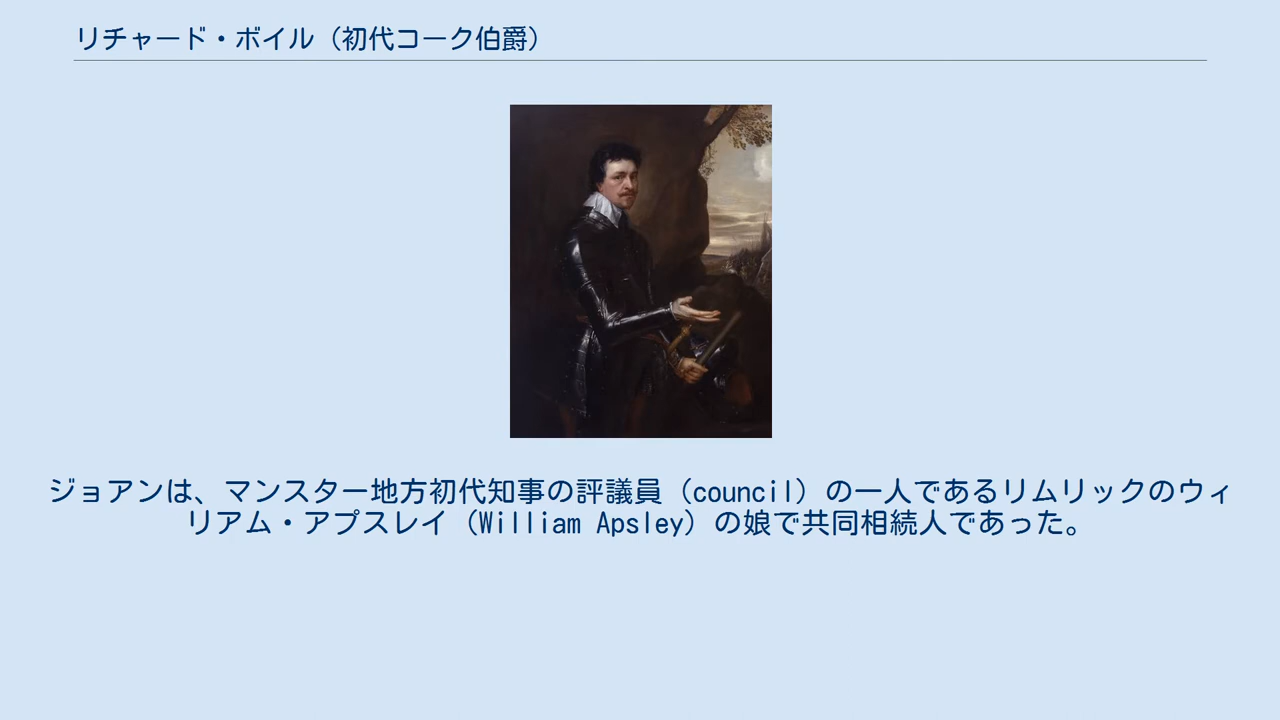 リチャード・ボイル（初代コーク伯爵）
ジョアンは、マンスター地方初代知事の評議員（council）の一人であるリムリックのウィ
リアム・アプスレイ（William Apsley）の娘で共同相続人であった。